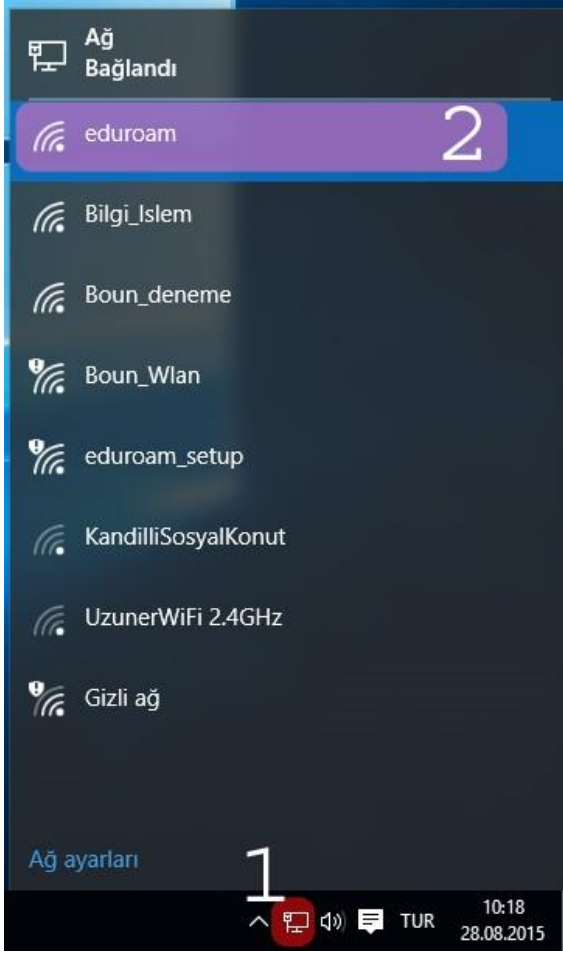 Ağ
Bağlandı
eduroam
2
Bilgi_Islem
Boun_deneme
Boun_Wlan
eduroam_setup
KandilliSosyalKonut
UzunerWiFi 2.4GHz
Gizli ağ
Ağ ayarları
1
TUR
10:18
28.08.2015